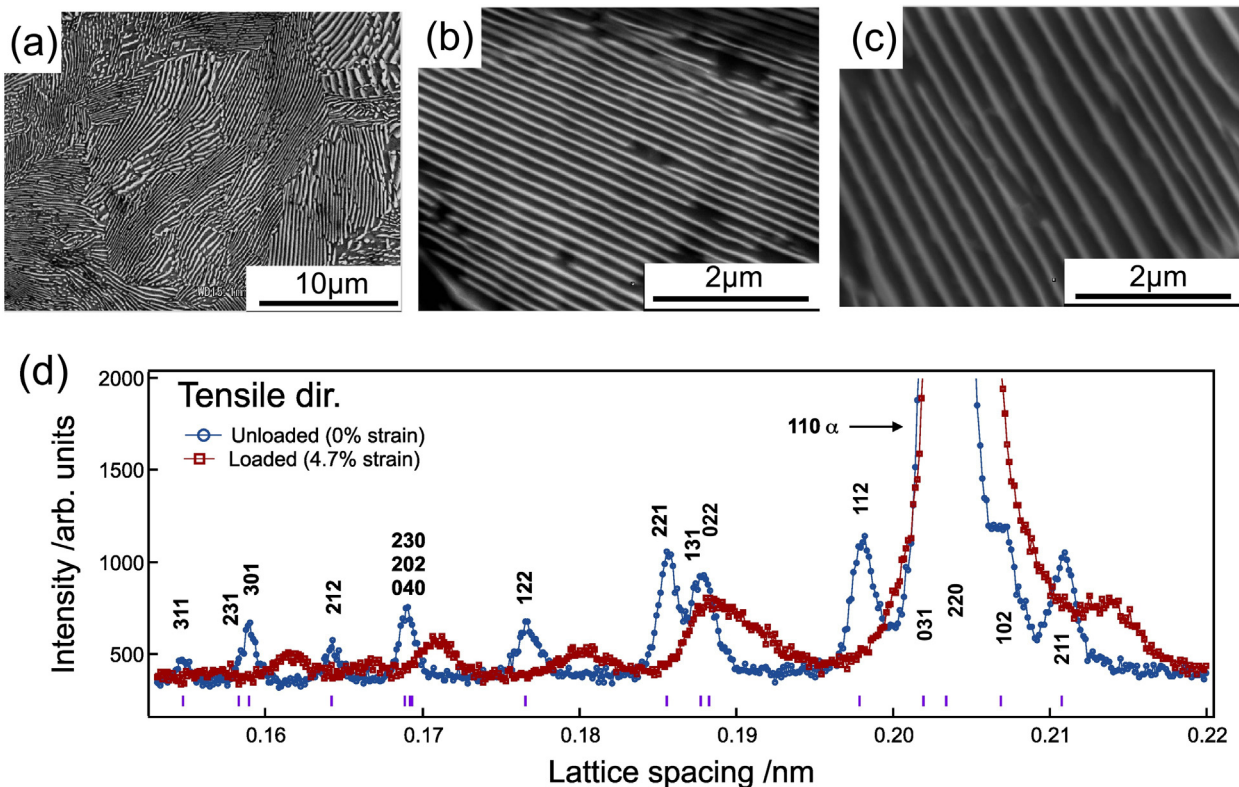 (a)
WD15.1mm
10μm
(b)
2μm
(c)
2μm
(d)
Tensile dir.
Unloaded (0% strain)
Loaded (4.7% strain)
Intensity /arb. units
2000
1500
1000
500
311
231
301
212
230
202
040
122
221
131
022
112
110 α
031
220
102
211
0.16
0.17
0.18
0.19
0.20
0.21
0.22
Lattice spacing /nm